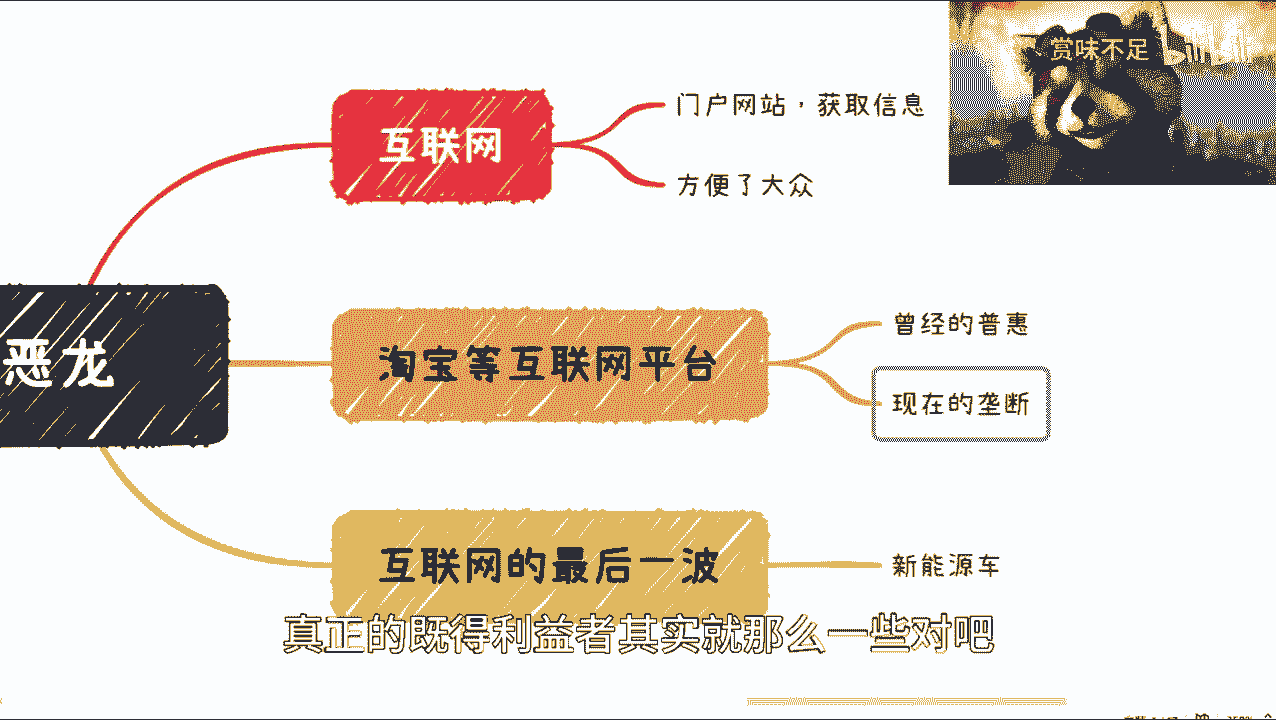 赏味不足
互联网
门户网站，获取信息
方便了大众
恶龙
淘宝等互联网平台
曾经的普惠
现在的垄断
互联网的最后一波
新能源车
真正的既得利益者其实就那么一些对吧